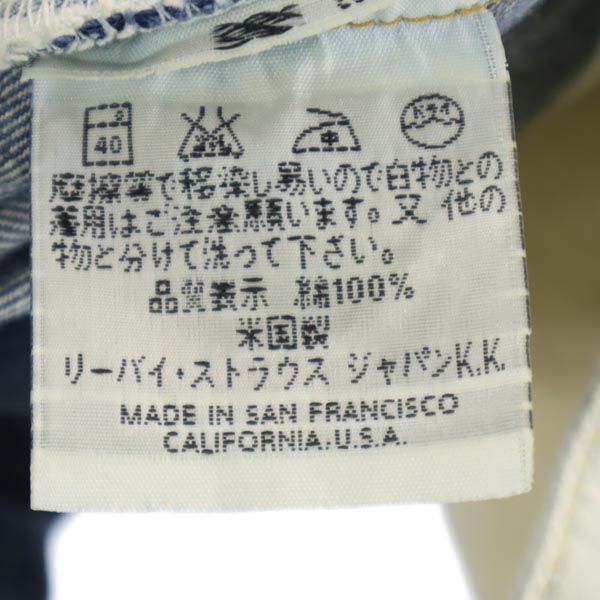 40
摩擦等で移染し易いので白物との
着用はご注意願います。又 他の
物と分けて洗って下さい。
品質表示 綿100%
米国製
リーバイ・ストラウス ジャパンK.K.
MADE IN SAN FRANCISCO
CALIFORNIA.U.S.A.